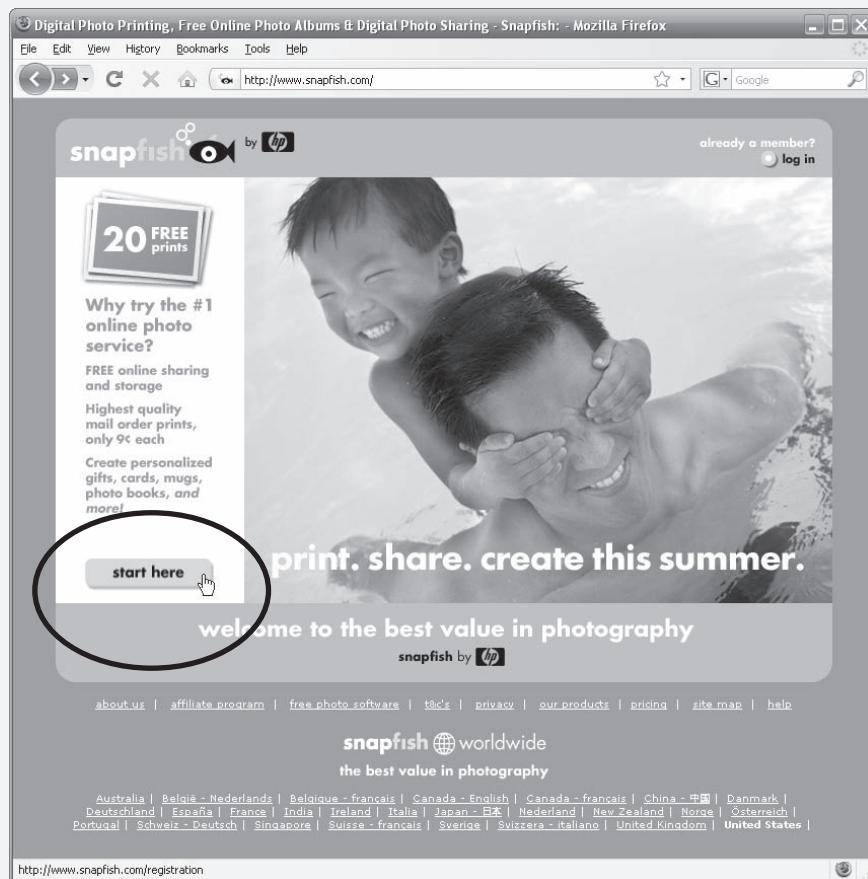 Digital Photo Printing, Free Online Photo Albums & Digital Photo Sharing - Snapfish: - Mozilla Firefox
File Edit View History Bookmarks Tools Help
http://www.snapfish.com/
G Google
snapfish by hp
already a member?
log in
20 FREE
prints
Why try the #1
online photo
service?
FREE online sharing
and storage
Highest quality
mail order prints,
only 9¢ each
Create personalized
gifts, cards, mugs,
photo books, and
more!
start here
print. share. create this summer.
welcome to the best value in photography
snapfish by hp
about us | affiliate program | free photo software | t&c's | privacy | our products | pricing | site map | help
snapfish worldwide
the best value in photography
Australia | België - Nederlands | Belgique - français | Canada - English | Canada - français | China - 中国 | Danmark |
Deutschland | España | France | India | Ireland | Italia | Japan - 日本 | Nederland | New Zealand | Norge | Österreich |
Portugal | Schweiz - Deutsch | Singapore | Suisse - français | Sverige | Svizzera - italiano | United Kingdom | United States |
http://www.snapfish.com/registration